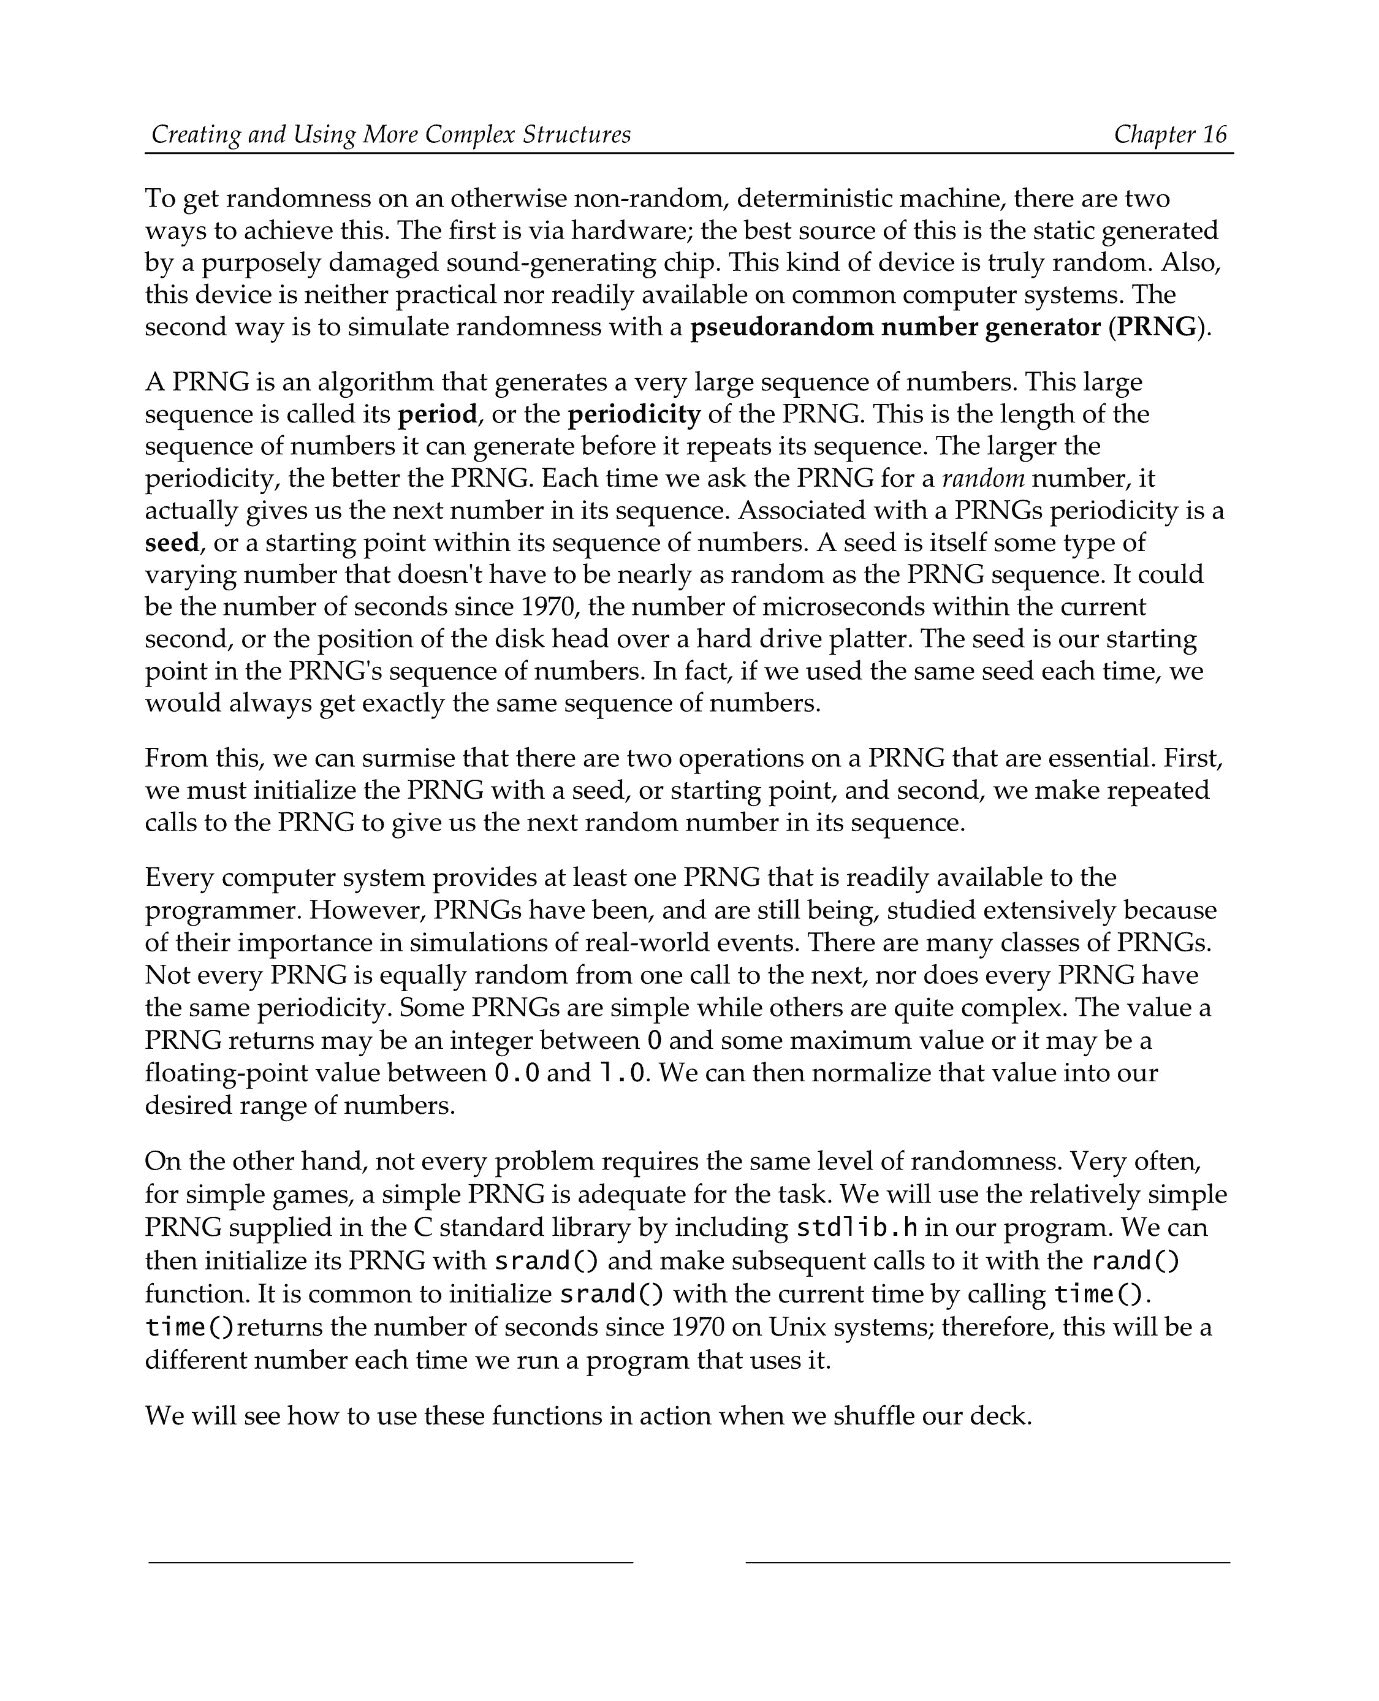 Creating and Using More Complex Structures Chapter 16
To get randomness on an otherwise non-random, deterministic machine, there are two
ways to achieve this. The first is via hardware; the best source of this is the static generated
by a purposely damaged sound-generating chip. This kind of device is truly random. Also,
this device is neither practical nor readily available on common computer systems. The
second way is to simulate randomness with a pseudorandom number generator (PRNG).
A PRNG is an algorithm that generates a very large sequence of numbers. This large
sequence is called its period, or the periodicity of the PRNG. This is the length of the
sequence of numbers it can generate before it repeats its sequence. The larger the
periodicity, the better the PRNG. Each time we ask the PRNG for a random number, it
actually gives us the next number in its sequence. Associated with a PRNGs periodicity is a
seed, or a starting point within its sequence of numbers. A seed is itself some type of
varying number that doesn't have to be nearly as random as the PRNG sequence. It could
be the number of seconds since 1970, the number of microseconds within the current
second, or the position of the disk head over a hard drive platter. The seed is our starting
point in the PRNG's sequence of numbers. In fact, if we used the same seed each time, we
would always get exactly the same sequence of numbers.
From this, we can surmise that there are two operations on a PRNG that are essential. First,
we must initialize the PRNG with a seed, or starting point, and second, we make repeated
calls to the PRNG to give us the next random number in its sequence.
Every computer system provides at least one PRNG that is readily available to the
programmer. However, PRNGs have been, and are still being, studied extensively because
of their importance in simulations of real-world events. There are many classes of PRNGs.
Not every PRNG is equally random from one call to the next, nor does every PRNG have
the same periodicity. Some PRNGs are simple while others are quite complex. The value a
PRNG returns may be an integer between 0 and some maximum value or it may be a
floating-point value between 0.0 and 1.0. We can then normalize that value into our
desired range of numbers.
On the other hand, not every problem requires the same level of randomness. Very often,
for simple games, a simple PRNG is adequate for the task. We will use the relatively simple
PRNG supplied in the C standard library by including stdlib.h in our program. We can
then initialize its PRNG with srand() and make subsequent calls to it with the rand()
function. It is common to initialize srand() with the current time by calling time().
time()returns the number of seconds since 1970 on Unix systems; therefore, this will be a
different number each time we run a program that uses it.
We will see how to use these functions in action when we shuffle our deck.